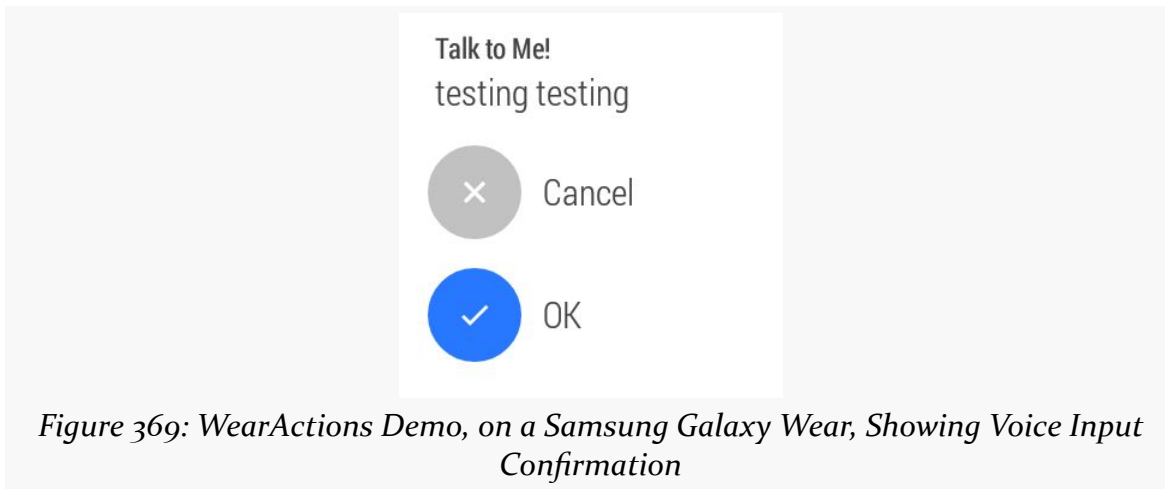 Talk to Me!
testing testing
Cancel
OK
Figure 369: WearActions Demo, on a Samsung Galaxy Wear, Showing Voice Input
Confirmation